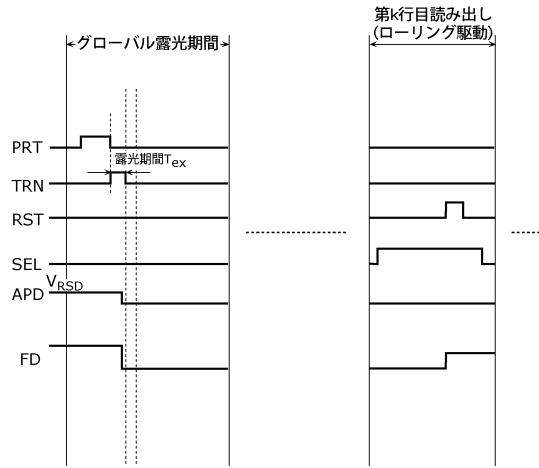 グローバル露光期間
第k行目読み出し
(ローリング駆動)
PRT
露光期間Tex
TRN
RST
SEL
VRSD
APD
FD